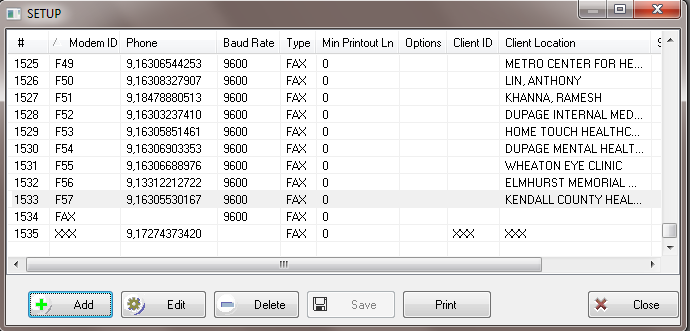 SETUP
# / Modem ID Phone Baud Rate Type Min Printout Ln Options Client ID Client Location S
1525 F49 9,16306544253 9600 FAX 0 METRO CENTER FOR HE...
1526 F50 9,16308327907 9600 FAX 0 LIN, ANTHONY
1527 F51 9,18478880513 9600 FAX 0 KHANNA, RAMESH
1528 F52 9,16303237410 9600 FAX 0 DUPAGE INTERNAL MED...
1529 F53 9,16305851461 9600 FAX 0 HOME TOUCH HEALTHC...
1530 F54 9,16306903353 9600 FAX 0 DUPAGE MENTAL HEALT...
1531 F55 9,16306688976 9600 FAX 0 WHEATON EYE CLINIC
1532 F56 9,13312212722 9600 FAX 0 ELMHURST MEMORIAL ...
1533 F57 9,16305530167 9600 FAX 0 KENDALL COUNTY HEAL...
1534 FAX 9600 FAX 0
1535 XXX 9,17274373420 FAX 0 XXX XXX
Add Edit Delete Save Print Close